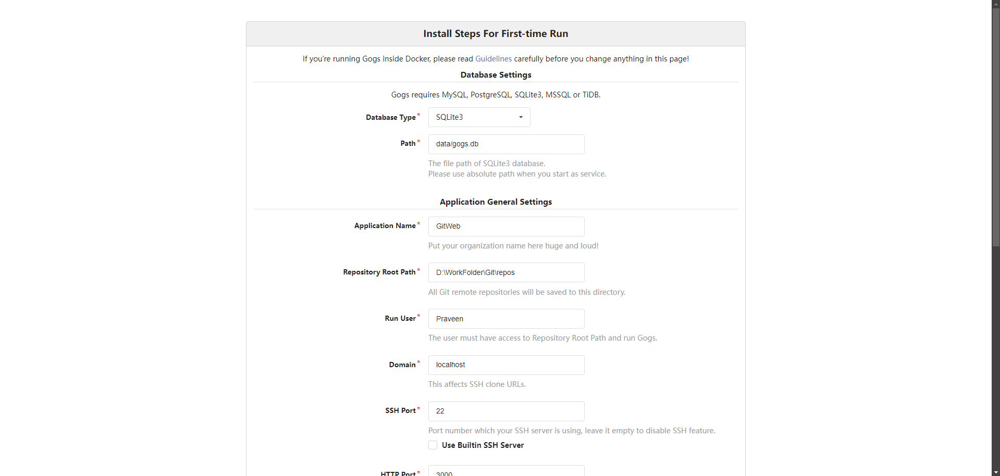 Install Steps For First-time Run
If you're running Gogs inside Docker, please read Guidelines carefully before you change anything in this page!
Database Settings
Gogs requires MySQL, PostgreSQL, SQLite3, MSSQL or TiDB.
Database Type* SQLite3
Path* data/gogs.db
The file path of SQLite3 database.
Please use absolute path when you start as service.
Application General Settings
Application Name* GitWeb
Put your organization name here huge and loud!
Repository Root Path* D:\WorkFolder\Git\repos
All Git remote repositories will be saved to this directory.
Run User* Praveen
The user must have access to Repository Root Path and run Gogs.
Domain* localhost
This affects SSH clone URLs.
SSH Port* 22
Port number which your SSH server is using, leave it empty to disable SSH feature.
Use Builtin SSH Server
HTTP Port* 3000